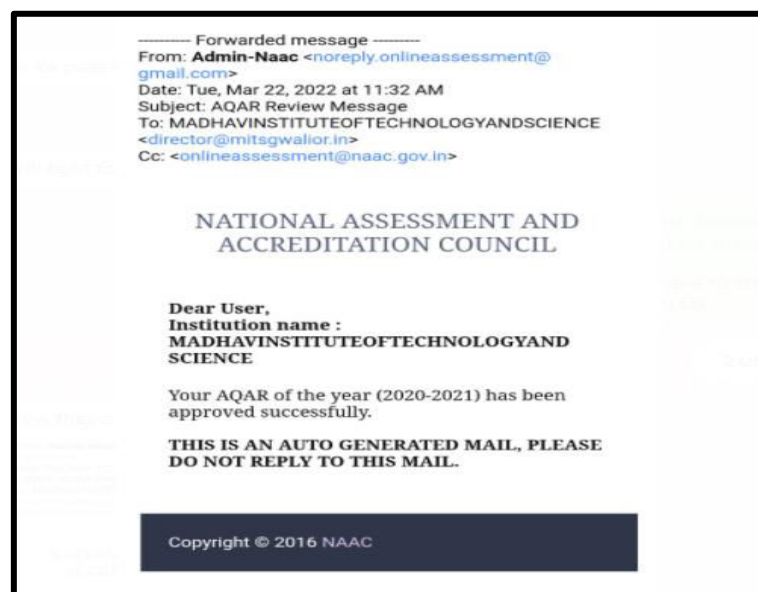 ---------- Forwarded message ---------
From: Admin-Naac <noreply.onlineassessment@
gmail.com>
Date: Tue, Mar 22, 2022 at 11:32 AM
Subject: AQAR Review Message
To: MADHAVINSTITUTEOFTECHNOLOGYANDSCIENCE
<director@mitsgwalior.in>
Cc: <onlineassessment@naac.gov.in>
NATIONAL ASSESSMENT AND
ACCREDITATION COUNCIL
Dear User,
Institution name :
MADHAVINSTITUTEOFTECHNOLOGYAND
SCIENCE
Your AQAR of the year (2020-2021) has been
approved successfully.
THIS IS AN AUTO GENERATED MAIL, PLEASE
DO NOT REPLY TO THIS MAIL.
Copyright © 2016 NAAC